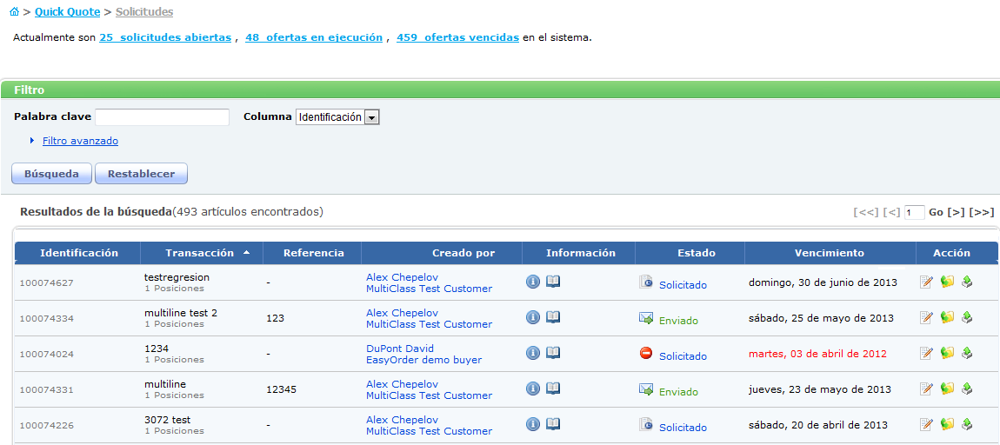 > Quick Quote > Solicitudes
Actualmente son 25 solicitudes abiertas , 48 ofertas en ejecución , 459 ofertas vencidas en el sistema.
Filtro
Palabra clave Columna Identificación
Filtro avanzado
Búsqueda Restablecer
Resultados de la búsqueda(493 artículos encontrados) [<<] [<] 1 Go [>] [>>]
Identificación Transacción Referencia Creado por Información Estado Vencimiento Acción
100074627 testregresion - Alex Chepelov Solicitado domingo, 30 de junio de 2013
1 Posiciones MultiClass Test Customer
100074334 multiline test 2 123 Alex Chepelov Enviado sábado, 25 de mayo de 2013
1 Posiciones MultiClass Test Customer
100074024 1234 - DuPont David Solicitado martes, 03 de abril de 2012
1 Posiciones EasyOrder demo buyer
100074331 multiline 12345 Alex Chepelov Enviado jueves, 23 de mayo de 2013
1 Posiciones MultiClass Test Customer
100074226 3072 test - Alex Chepelov Solicitado sábado, 20 de abril de 2013
1 Posiciones MultiClass Test Customer